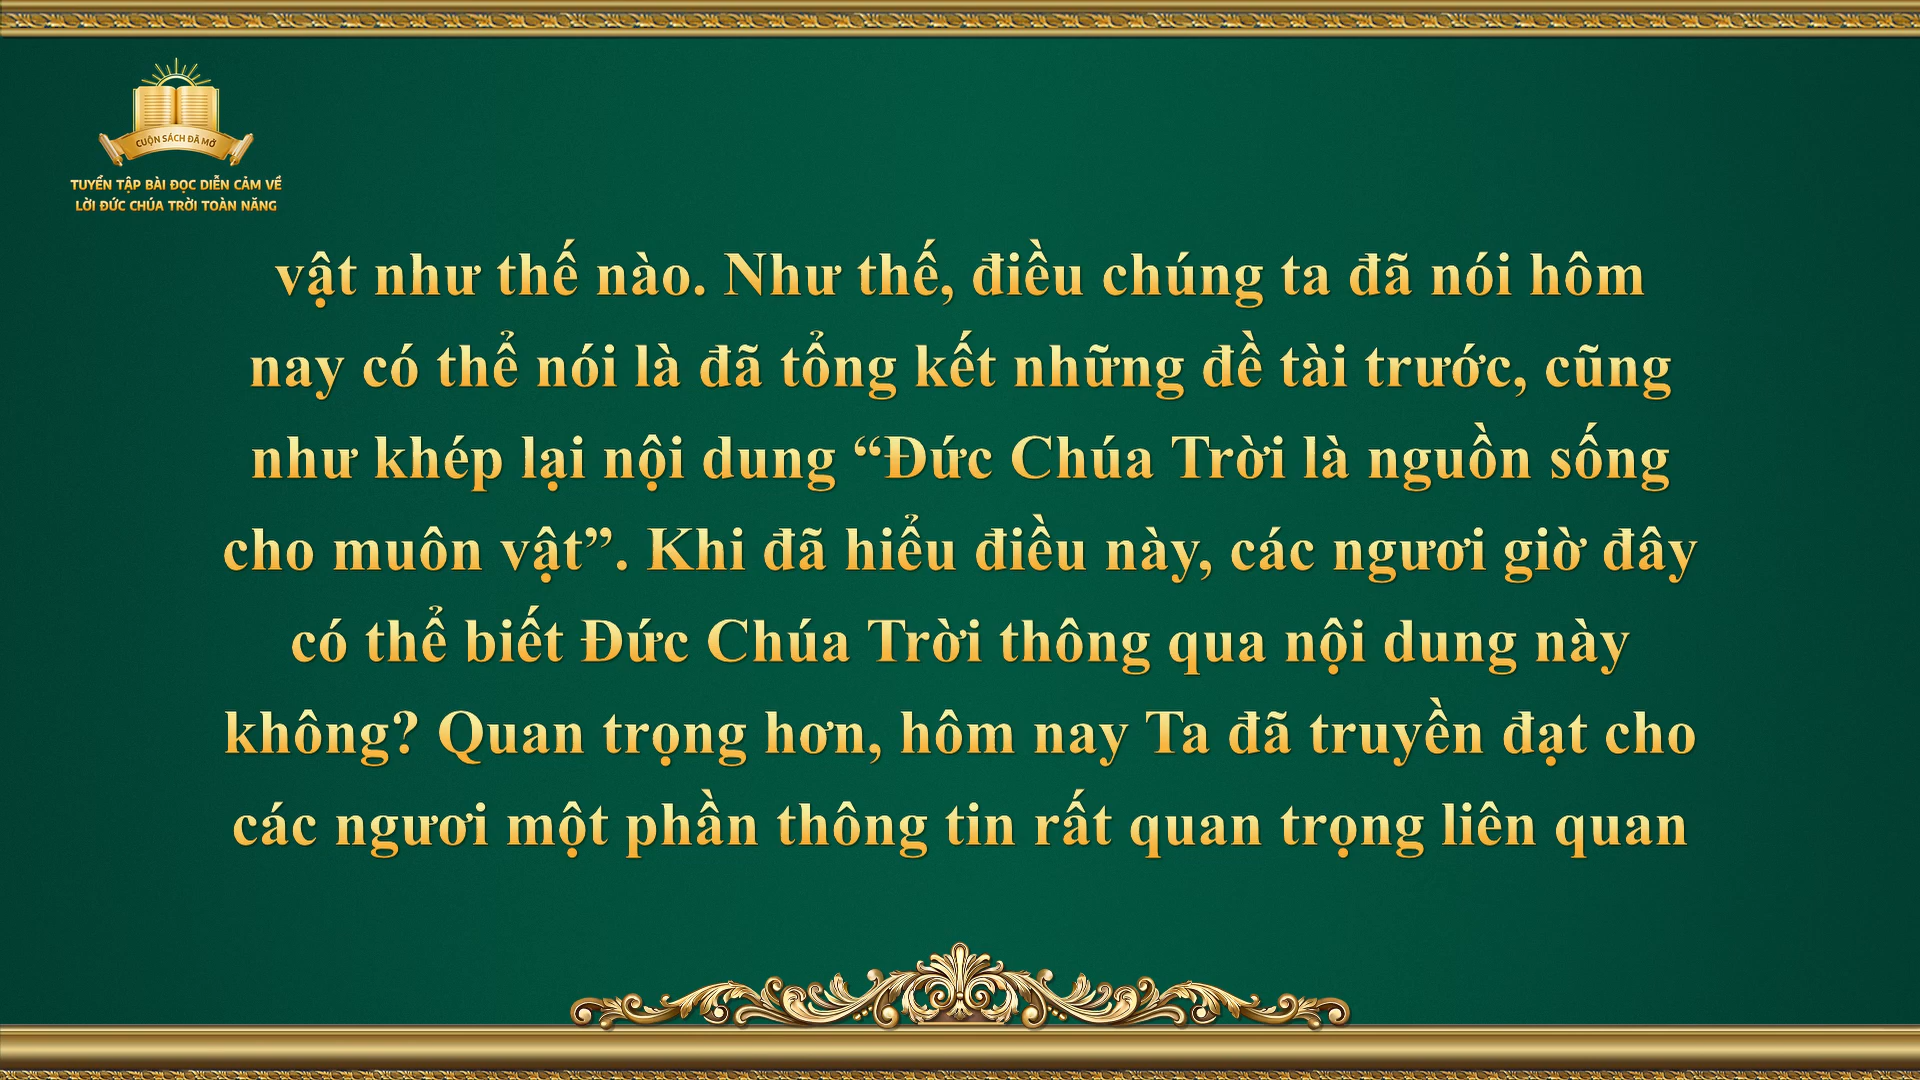 CUỘN SÁCH ĐÃ MỞ
TUYỂN TẬP BÀI ĐỌC DIỄN CẢM VỀ
LỜI ĐỨC CHÚA TRỜI TOÀN NĂNG
vật như thế nào. Như thế, điều chúng ta đã nói hôm
nay có thể nói là đã tổng kết những đề tài trước, cũng
như khép lại nội dung “Đức Chúa Trời là nguồn sống
cho muôn vật”. Khi đã hiểu điều này, các ngươi giờ đây
có thể biết Đức Chúa Trời thông qua nội dung này
không? Quan trọng hơn, hôm nay Ta đã truyền đạt cho
các ngươi một phần thông tin rất quan trọng liên quan